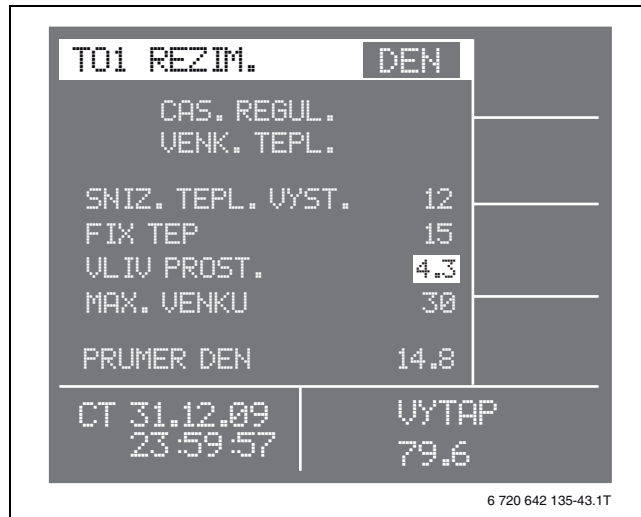 TO1 REZIM. DEN
CAS. REGUL.
VENK. TEPL.
SNIZ. TEPL. VYST. 12
FIX TEP 15
VLIV PROST. 4.3
MAX. VENKU 30
PRUMER DEN 14.8
CT 31.12.09
23:59:57
VYTAP
79.6
6 720 642 135-43.1T